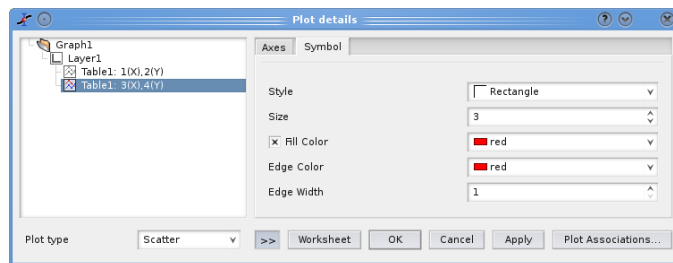 Plot details
Graph1
Layer1
Table1: 1(X),2(Y)
Table1: 3(X),4(Y)
Axes Symbol
Style Rectangle
Size 3
Fill Color red
Edge Color red
Edge Width 1
Plot type Scatter >> Worksheet OK Cancel Apply Plot Associations...